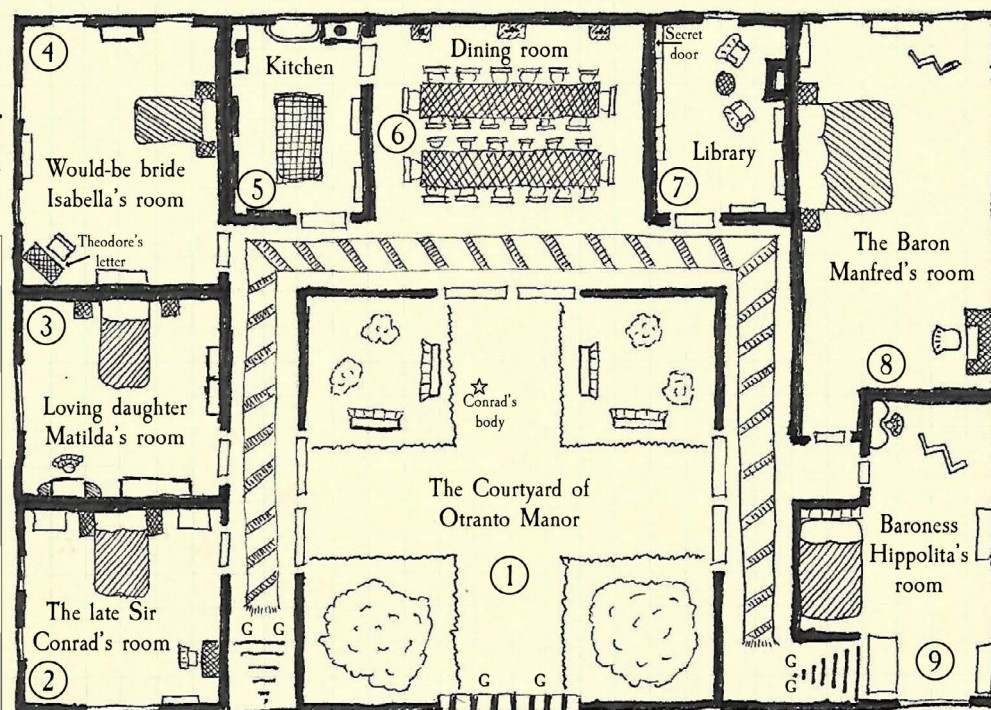 4
Would-be bride
Isabella's room
Theodore's
letter
Kitchen
5
Dining room
6
Secret
door
Library
7
The Baron
Manfred's room
8
3
Loving daughter
Matilda's room
Conrad's
body
The Courtyard of
Otranto Manor
1
Baroness
Hippolita's
room
9
The late Sir
Conrad's room
2
G G
G G
G
G